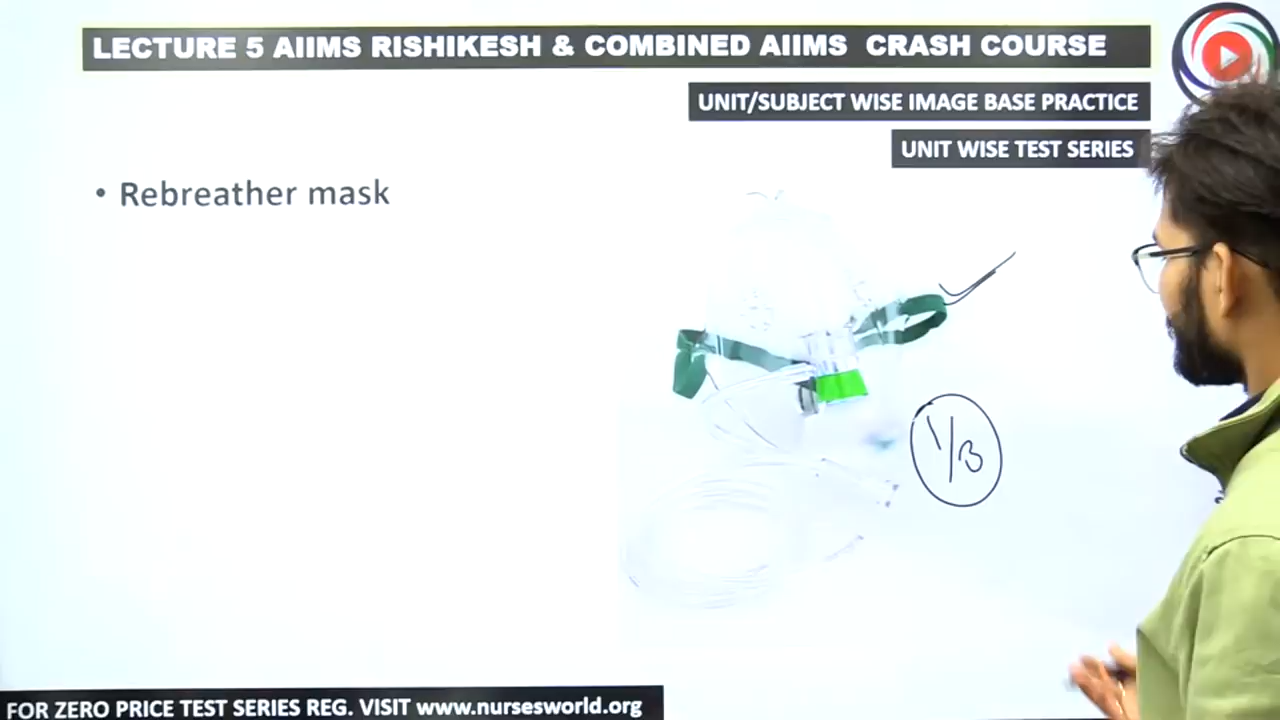 LECTURE 5 AIIMS RISHIKESH & COMBINED AIIMS CRASH COURSE
UNIT/SUBJECT WISE IMAGE BASE PRACTICE
UNIT WISE TEST SERIES
• Rebreather mask
1/3
FOR ZERO PRICE TEST SERIES REG. VISIT www.nursesworld.org